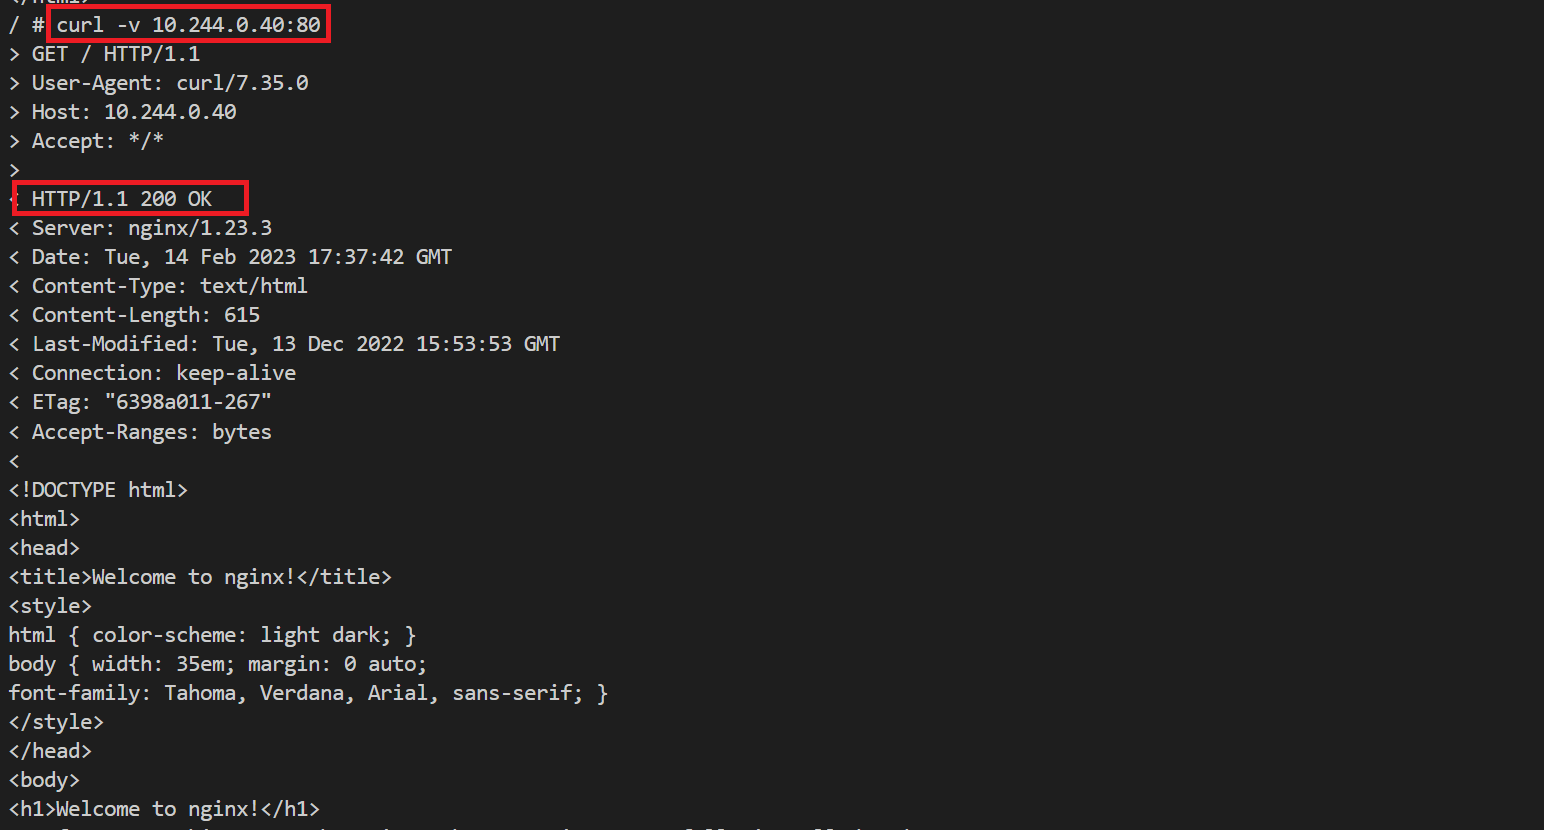 </html>
/ # curl -v 10.244.0.40:80
> GET / HTTP/1.1
> User-Agent: curl/7.35.0
> Host: 10.244.0.40
> Accept: */*
>
< HTTP/1.1 200 OK
< Server: nginx/1.23.3
< Date: Tue, 14 Feb 2023 17:37:42 GMT
< Content-Type: text/html
< Content-Length: 615
< Last-Modified: Tue, 13 Dec 2022 15:53:53 GMT
< Connection: keep-alive
< ETag: "6398a011-267"
< Accept-Ranges: bytes
<
<!DOCTYPE html>
<html>
<head>
<title>Welcome to nginx!</title>
<style>
html { color-scheme: light dark; }
body { width: 35em; margin: 0 auto;
font-family: Tahoma, Verdana, Arial, sans-serif; }
</style>
</head>
<body>
<h1>Welcome to nginx!</h1>